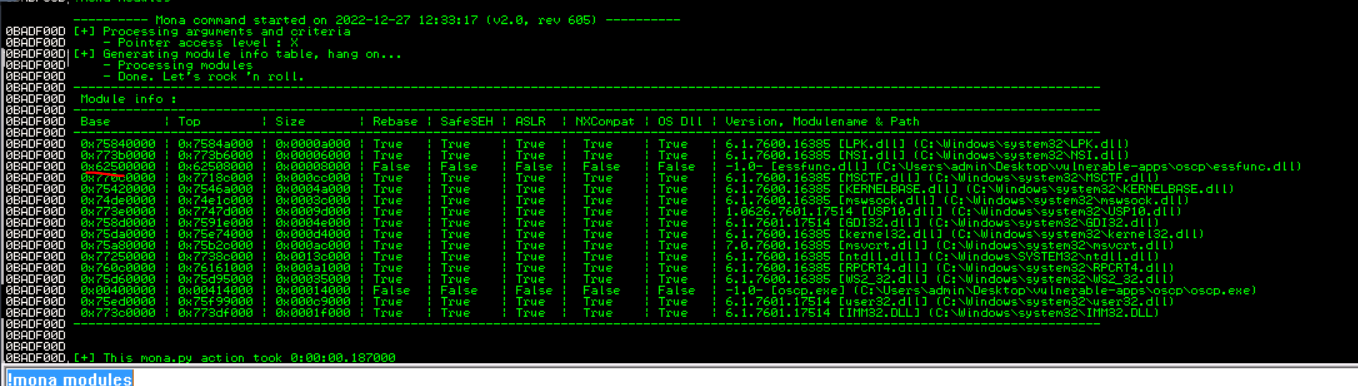 ---------- Mona command started on 2022-12-27 12:33:17 (v2.0, rev 605) ----------
0BADF00D [+] Processing arguments and criteria
0BADF00D - Pointer access level : X
0BADF00D [+] Generating module info table, hang on...
0BADF00D - Processing modules
0BADF00D - Done. Let's rock 'n roll.
0BADF00D
0BADF00D Module info :
0BADF00D
0BADF00D Base | Top | Size | Rebase | SafeSEH | ASLR | NXCompat | OS Dll | Version, Modulename & Path
0BADF00D
0BADF00D 0x75840000 | 0x7584a000 | 0x0000a000 | True | True | True | True | True | 6.1.7600.16385 [LPK.dll] (C:\Windows\system32\LPK.dll)
0BADF00D 0x773b0000 | 0x773b6000 | 0x00006000 | True | True | True | True | True | 6.1.7600.16385 [NSI.dll] (C:\Windows\system32\NSI.dll)
0BADF00D 0x62500000 | 0x62508000 | 0x00008000 | False | False | False | False | False | -1.0- [essfunc.dll] (C:\Users\admin\Desktop\vulnerable-apps\oscp\essfunc.dll)
0BADF00D 0x770c0000 | 0x7718c000 | 0x000cc000 | True | True | True | True | True | 6.1.7600.16385 [MSCTF.dll] (C:\Windows\system32\MSCTF.dll)
0BADF00D 0x75420000 | 0x7546a000 | 0x0004a000 | True | True | True | True | True | 6.1.7600.16385 [KERNELBASE.dll] (C:\Windows\system32\KERNELBASE.dll)
0BADF00D 0x74de0000 | 0x74e1c000 | 0x0003c000 | True | True | True | True | True | 6.1.7600.16385 [mswsock.dll] (C:\Windows\system32\mswsock.dll)
0BADF00D 0x773e0000 | 0x7747d000 | 0x0009d000 | True | True | True | True | True | 1.0626.7601.17514 [USP10.dll] (C:\Windows\system32\USP10.dll)
0BADF00D 0x758d0000 | 0x7591e000 | 0x0004e000 | True | True | True | True | True | 6.1.7601.17514 [GDI32.dll] (C:\Windows\system32\GDI32.dll)
0BADF00D 0x75da0000 | 0x75e74000 | 0x000d4000 | True | True | True | True | True | 6.1.7600.16385 [kernel32.dll] (C:\Windows\system32\kernel32.dll)
0BADF00D 0x75a80000 | 0x75b2c000 | 0x000ac000 | True | True | True | True | True | 7.0.7600.16385 [msvcrt.dll] (C:\Windows\system32\msvcrt.dll)
0BADF00D 0x77250000 | 0x7738c000 | 0x0013c000 | True | True | True | True | True | 6.1.7600.16385 [ntdll.dll] (C:\Windows\SYSTEM32\ntdll.dll)
0BADF00D 0x760c0000 | 0x76161000 | 0x000a1000 | True | True | True | True | True | 6.1.7600.16385 [RPCRT4.dll] (C:\Windows\system32\RPCRT4.dll)
0BADF00D 0x75d60000 | 0x75d95000 | 0x00035000 | True | True | True | True | True | 6.1.7600.16385 [WS2_32.dll] (C:\Windows\system32\WS2_32.dll)
0BADF00D 0x00400000 | 0x00414000 | 0x00014000 | False | False | False | False | False | -1.0- [oscp.exe] (C:\Users\admin\Desktop\vulnerable-apps\oscp\oscp.exe)
0BADF00D 0x75ed0000 | 0x75f99000 | 0x000c9000 | True | True | True | True | True | 6.1.7601.17514 [user32.dll] (C:\Windows\system32\user32.dll)
0BADF00D 0x773c0000 | 0x773df000 | 0x0001f000 | True | True | True | True | True | 6.1.7601.17514 [IMM32.DLL] (C:\Windows\system32\IMM32.DLL)
0BADF00D
0BADF00D
0BADF00D
0BADF00D [+] This mona.py action took 0:00:00.187000
!mona modules